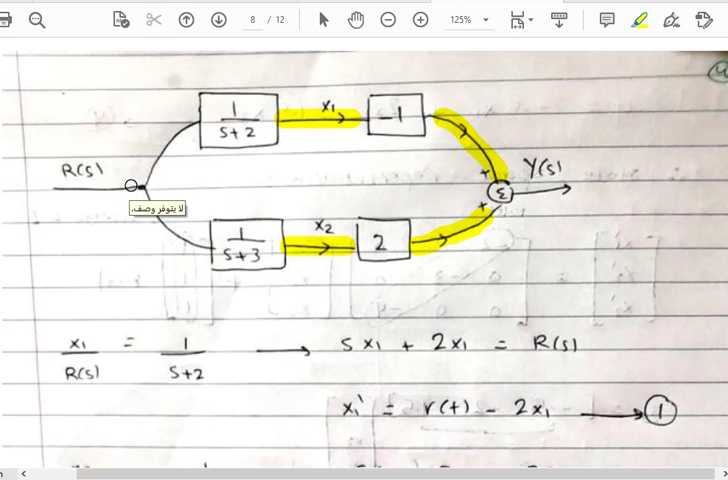 8 / 12
125%
1
s+2
x1
-1
R(s)
Y(s)
+
Σ
+
لا يتوفر وصف.
1
s+3
x2
2
x1/R(s) = 1/s+2 → sx1 + 2x1 = R(s)
x1' = r(t) - 2x1 → 1